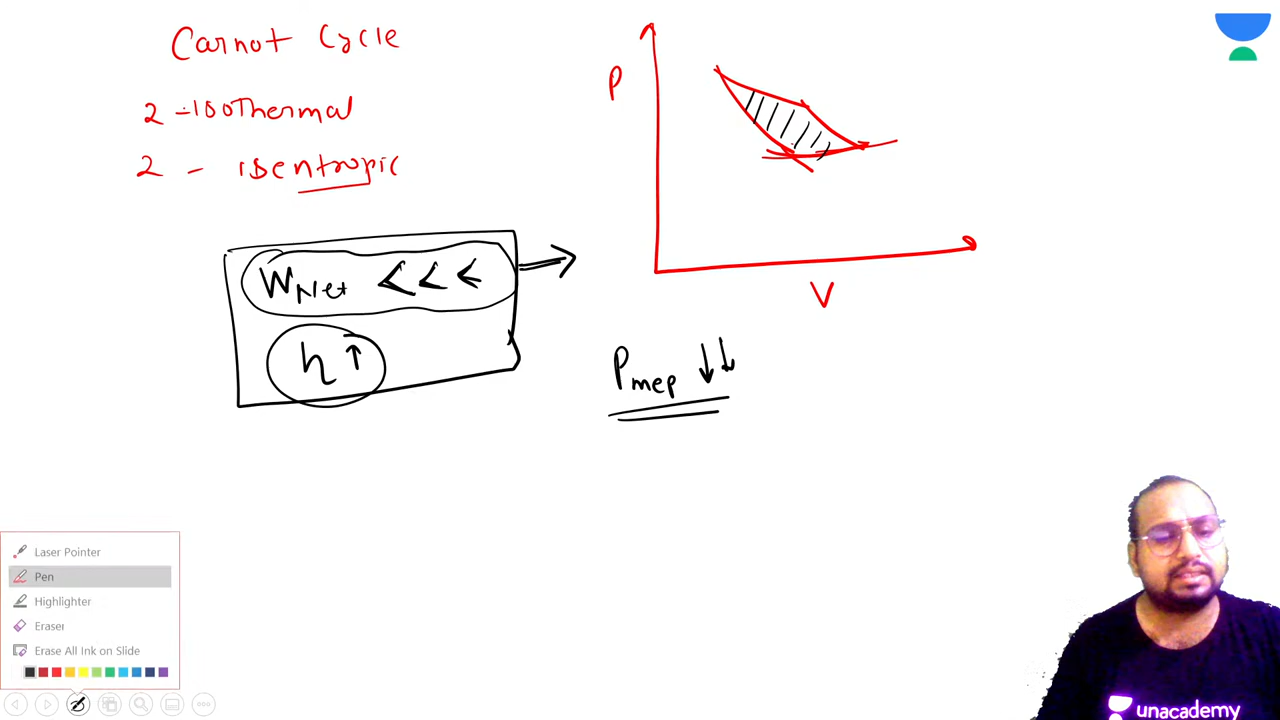 Carnot Cycle
2 - isothermal
2 - isentropic
WNet <<<
η ↑
P
V
Pmep ↓↓
Laser Pointer
Pen
Highlighter
Eraser
Erase All Ink on Slide
unacademy